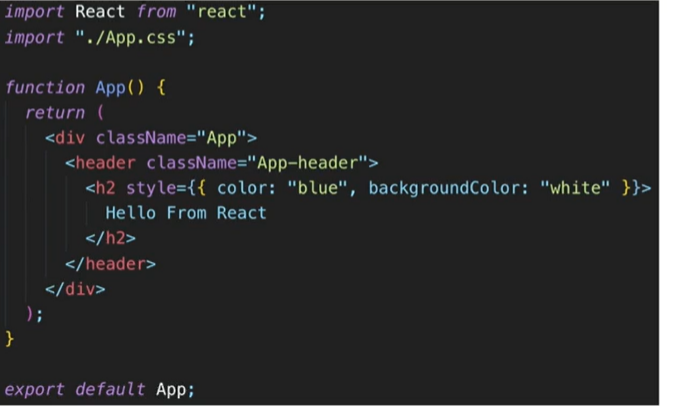 import React from "react";
import "./App.css";

function App() {
  return (
    <div className="App">
      <header className="App-header">
        <h2 style={{ color: "blue", backgroundColor: "white" }}>
          Hello From React
        </h2>
      </header>
    </div>
  );
}

export default App;